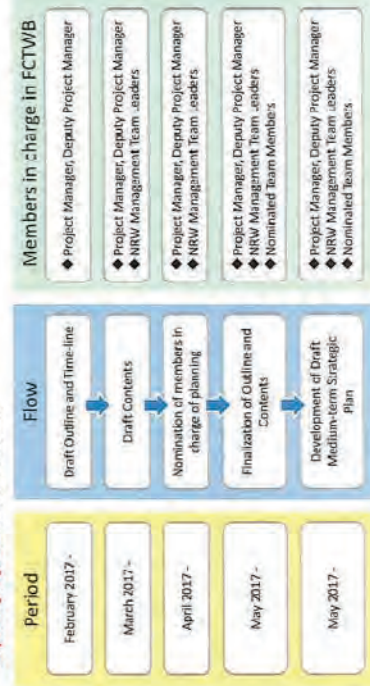 Period
February 2017 -
March 2017 -
April 2017 -
May 2017 -
May 2017 -
Flow
Draft Outline and Time-line
Draft Contents
Nomination of members in
charge of planning
Finalization of Outline and
Contents
Development of Draft
Medium-term Strategic
Plan
Members in charge in FCTWB
◆ Project Manager, Deputy Project Manager
◆ Project Manager, Deputy Project Manager
◆ NRW Management Team Leaders
◆ Project Manager, Deputy Project Manager
◆ NRW Management Team Leaders
◆ Project Manager, Deputy Project Manager
◆ NRW Management Team Leaders
◆ Nominated Team Members
◆ Project Manager, Deputy Project Manager
◆ NRW Management Team Leaders
◆ Nominated Team Members